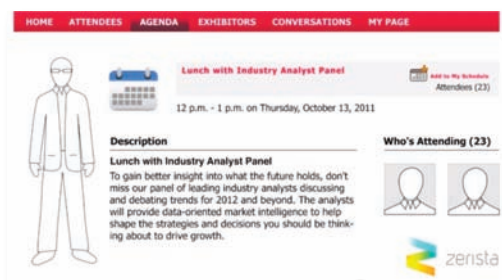 HOME ATTENDEES AGENDA EXHIBITORS CONVERSATIONS MY PAGE
Lunch with Industry Analyst Panel
Add to My Schedule
Attendees (23)
12 p.m. - 1 p.m. on Thursday, October 13, 2011
Description
Lunch with Industry Analyst Panel
To gain better insight into what the future holds, don't
miss our panel of leading industry analysts discussing
and debating trends for 2012 and beyond. The analysts
will provide data-oriented market intelligence to help
shape the strategies and decisions you should be think-
ing about to drive growth.
Who's Attending (23)
zerista